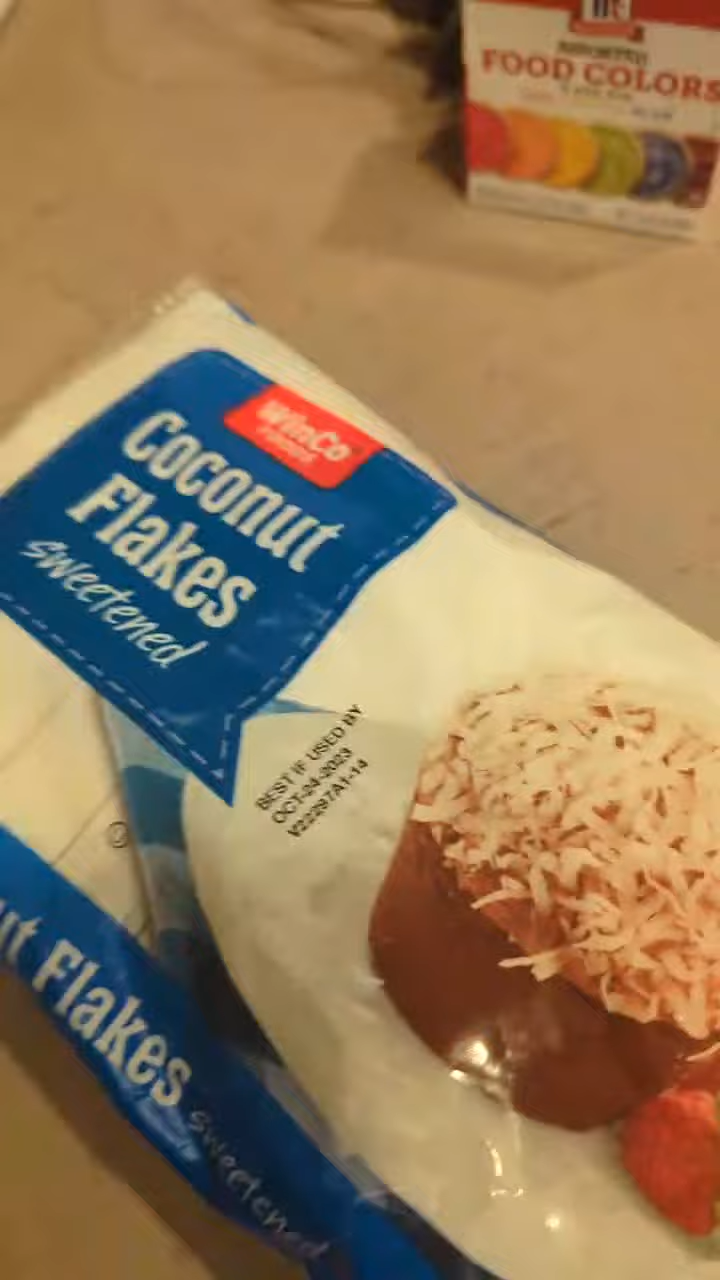 ASSORTED
FOOD COLORS
WinCo
FOODS
Coconut
Flakes
sweetened
BEST IF USED BY
OCT-24-2023
V22297A1-14
ut Flakes sweetened